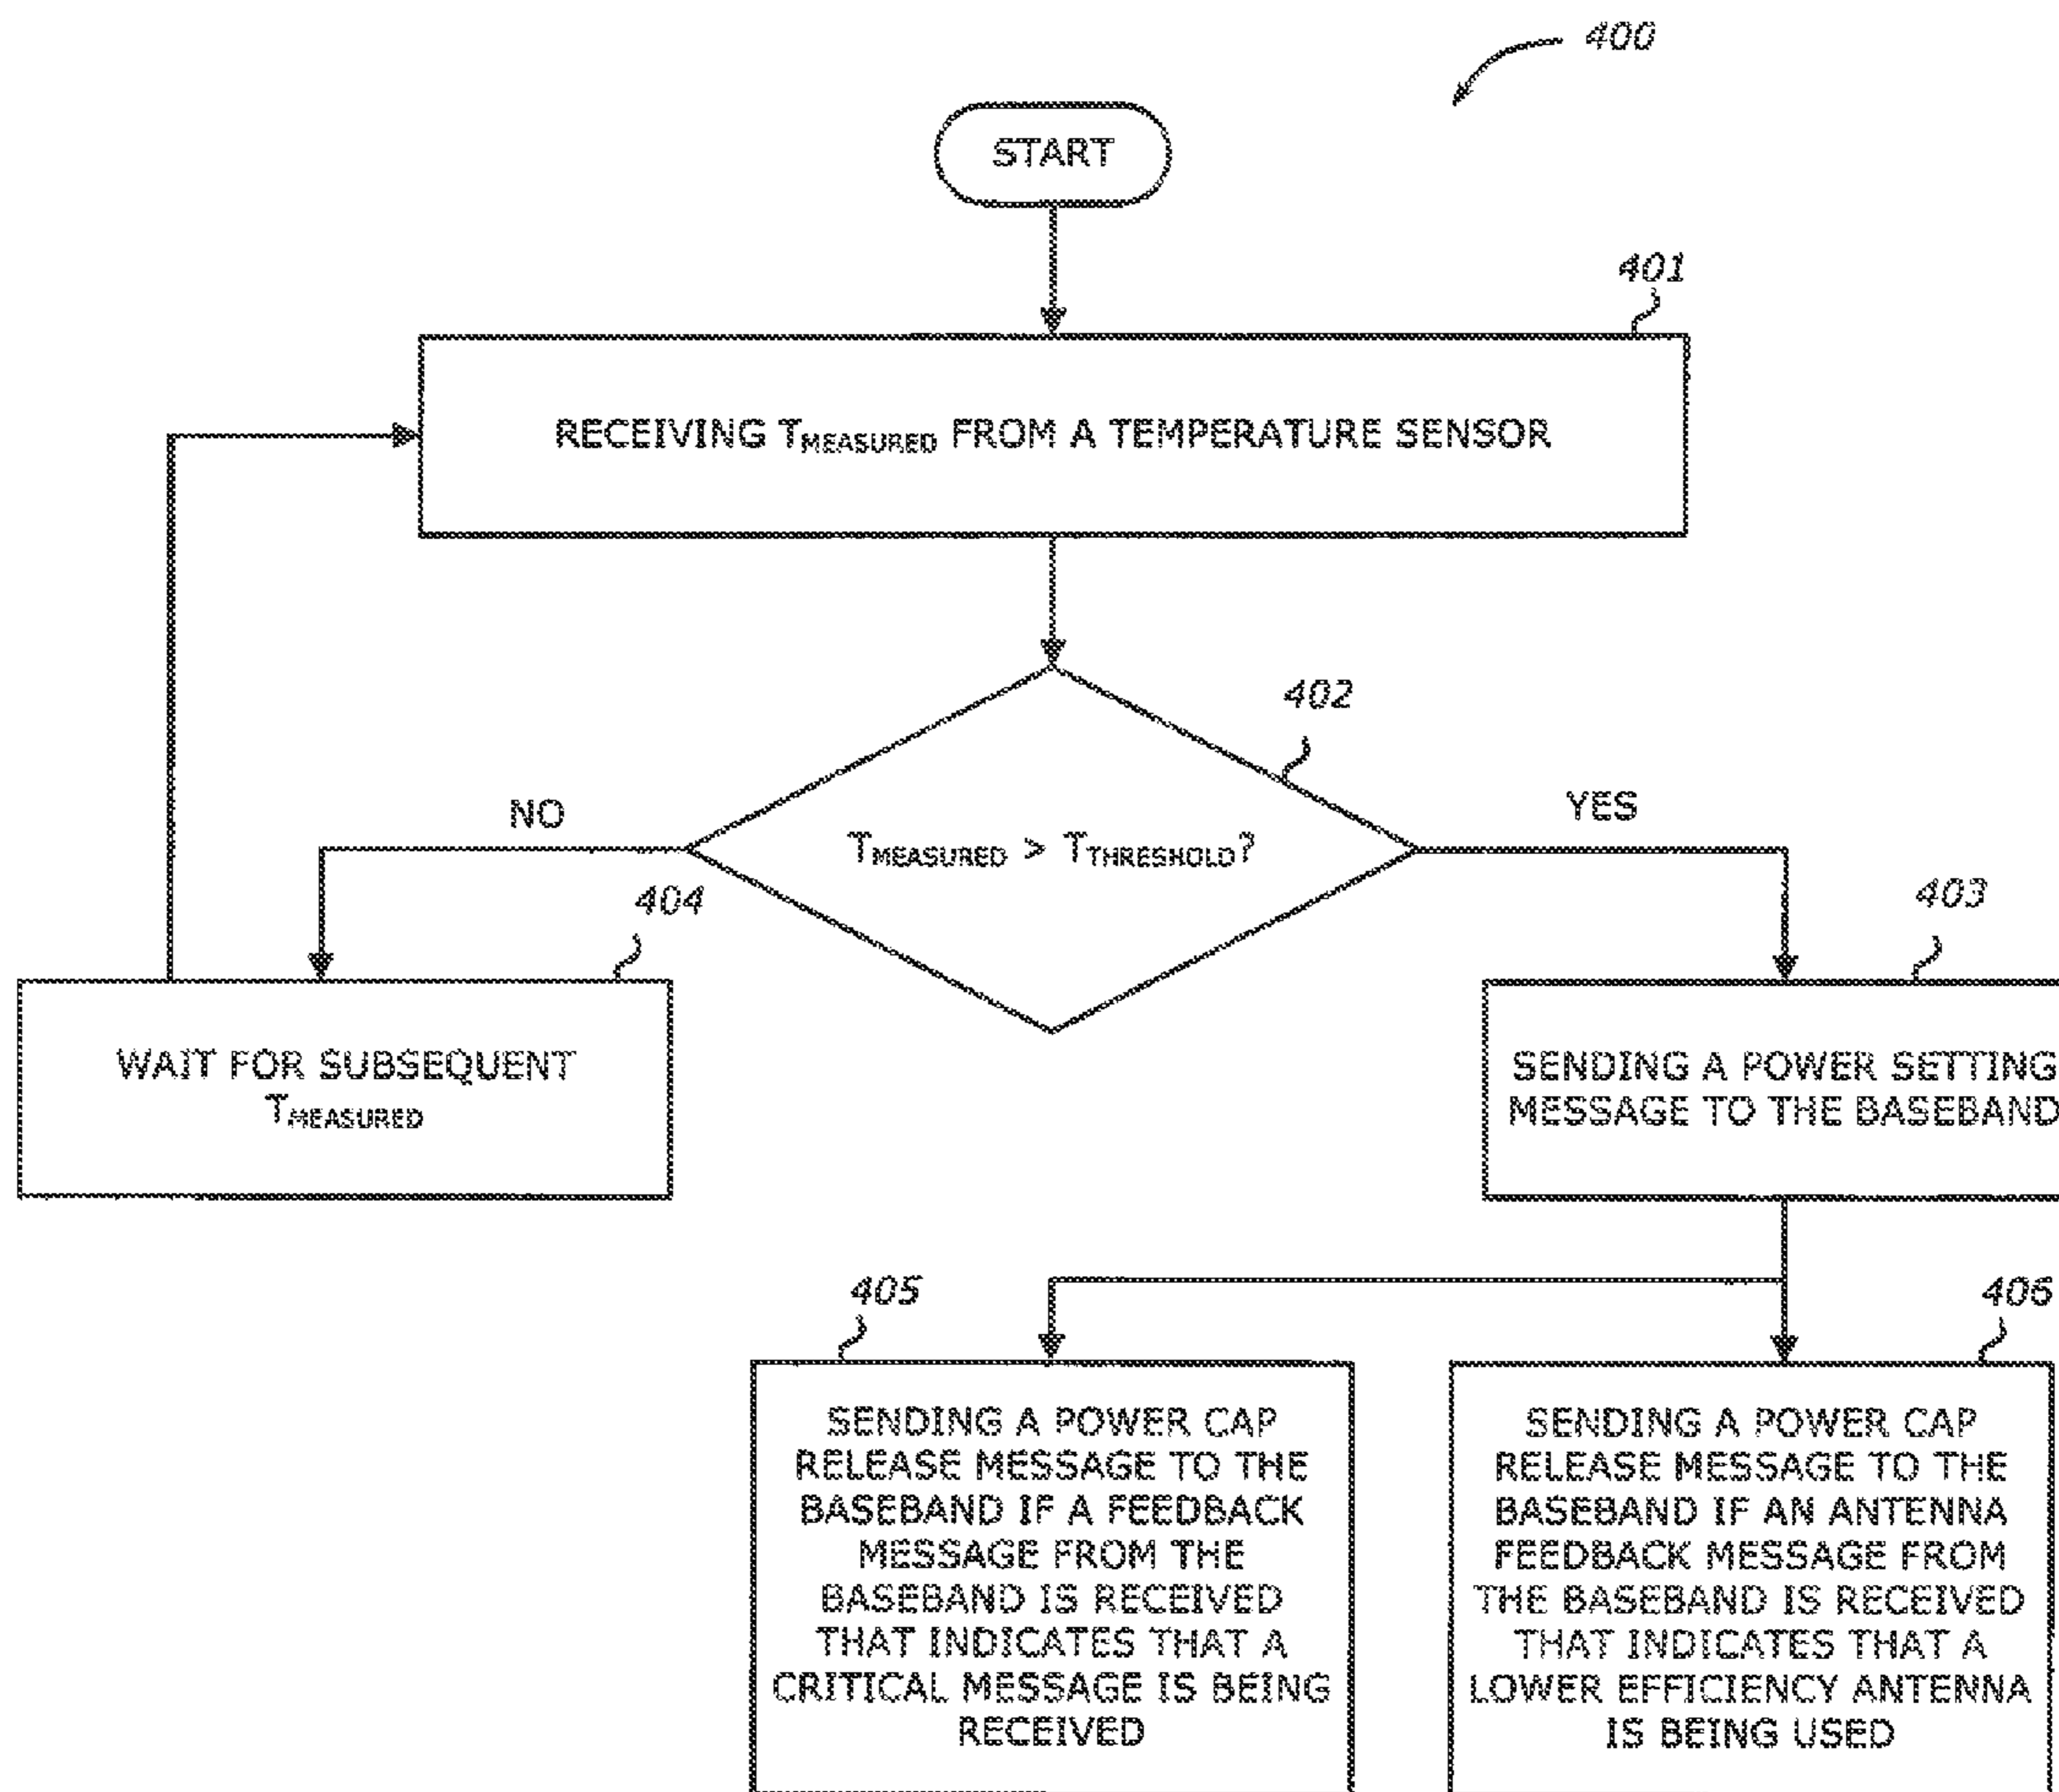 400
START
401
RECEIVING TMEASURED FROM A TEMPERATURE SENSOR
402
NO
TMEASURED > TTHRESHOLD?
YES
404
403
WAIT FOR SUBSEQUENT
TMEASURED
SENDING A POWER SETTING
MESSAGE TO THE BASEBAND
405
406
SENDING A POWER CAP
RELEASE MESSAGE TO THE
BASEBAND IF A FEEDBACK
MESSAGE FROM THE
BASEBAND IS RECEIVED
THAT INDICATES THAT A
CRITICAL MESSAGE IS BEING
RECEIVED
SENDING A POWER CAP
RELEASE MESSAGE TO THE
BASEBAND IF AN ANTENNA
FEEDBACK MESSAGE FROM
THE BASEBAND IS RECEIVED
THAT INDICATES THAT A
LOWER EFFICIENCY ANTENNA
IS BEING USED